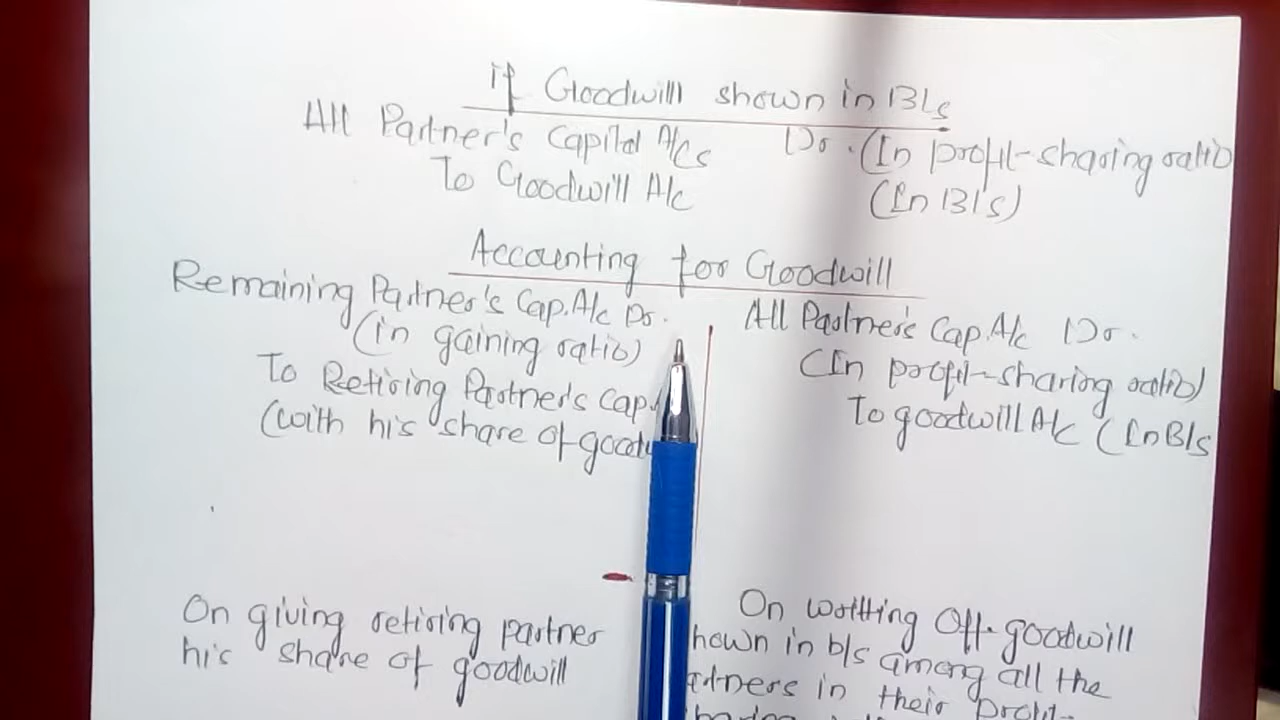 if Goodwill shown in B/s
All Partner's Capital A/cs Dr. (In profit-sharing ratio
To Goodwill A/c (In B/s)
Accounting for Goodwill
Remaining Partner's Cap. A/c Dr.
(in gaining ratio)
To Retiring Partner's Cap.
(with his share of goodw
All Partner's Cap. A/c Dr.
(In profit-sharing ratio)
To goodwill A/c (In B/s
On giving retiring partner
his share of goodwill
On writting Off goodwill
hown in b/s among all the
rtners in their profit-